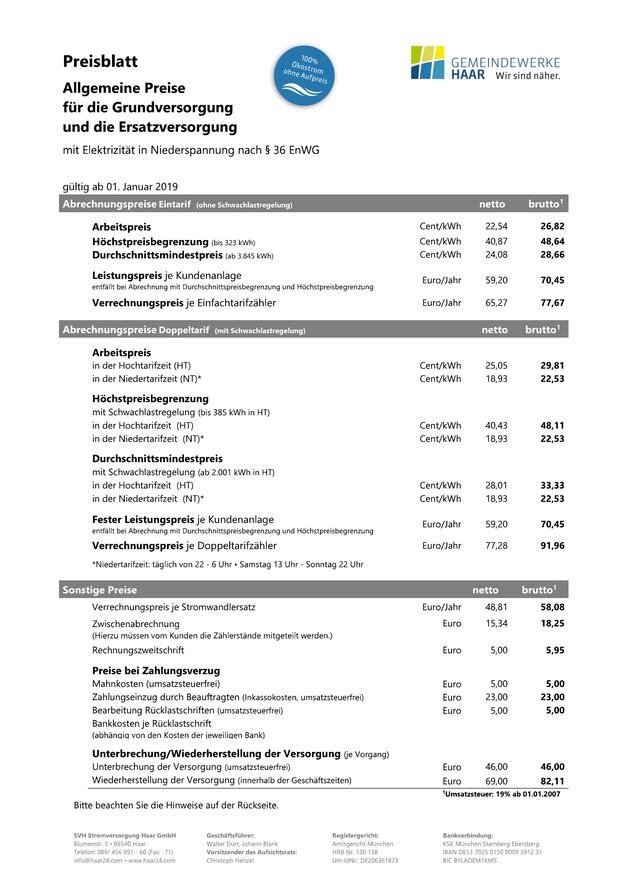 Preisblatt
100%
Ökostrom
ohne Aufpreis
GEMEINDEWERKE
HAAR Wir sind näher.
Allgemeine Preise
für die Grundversorgung
und die Ersatzversorgung
mit Elektrizität in Niederspannung nach § 36 EnWG
gültig ab 01. Januar 2019
Abrechnungspreise Eintarif (ohne Schwachlastregelung) netto brutto¹
Arbeitspreis Cent/kWh 22,54 26,82
Höchstpreisbegrenzung (bis 323 kWh) Cent/kWh 40,87 48,64
Durchschnittsmindestpreis (ab 3.845 kWh) Cent/kWh 24,08 28,66
Leistungspreis je Kundenanlage Euro/Jahr 59,20 70,45
entfällt bei Abrechnung mit Durchschnittspreisbegrenzung und Höchstpreisbegrenzung
Verrechnungspreis je Einfachtarifzähler Euro/Jahr 65,27 77,67
Abrechnungspreise Doppeltarif (mit Schwachlastregelung) netto brutto¹
Arbeitspreis
in der Hochtarifzeit (HT) Cent/kWh 25,05 29,81
in der Niedertarifzeit (NT)* Cent/kWh 18,93 22,53
Höchstpreisbegrenzung
mit Schwachlastregelung (bis 385 kWh in HT)
in der Hochtarifzeit (HT) Cent/kWh 40,43 48,11
in der Niedertarifzeit (NT)* Cent/kWh 18,93 22,53
Durchschnittsmindestpreis
mit Schwachlastregelung (ab 2.001 kWh in HT)
in der Hochtarifzeit (HT) Cent/kWh 28,01 33,33
in der Niedertarifzeit (NT)* Cent/kWh 18,93 22,53
Fester Leistungspreis je Kundenanlage Euro/Jahr 59,20 70,45
entfällt bei Abrechnung mit Durchschnittspreisbegrenzung und Höchstpreisbegrenzung
Verrechnungspreis je Doppeltarifzähler Euro/Jahr 77,28 91,96
*Niedertarifzeit: täglich von 22 - 6 Uhr • Samstag 13 Uhr - Sonntag 22 Uhr
Sonstige Preise netto brutto¹
Verrechnungspreis je Stromwandlersatz Euro/Jahr 48,81 58,08
Zwischenabrechnung Euro 15,34 18,25
(Hierzu müssen vom Kunden die Zählerstände mitgeteilt werden.)
Rechnungszweitschrift Euro 5,00 5,95
Preise bei Zahlungsverzug
Mahnkosten (umsatzsteuerfrei) Euro 5,00 5,00
Zahlungseinzug durch Beauftragten (Inkassokosten, umsatzsteuerfrei) Euro 23,00 23,00
Bearbeitung Rücklastschriften (umsatzsteuerfrei) Euro 5,00 5,00
Bankkosten je Rücklastschrift
(abhängig von den Kosten der jeweiligen Bank)
Unterbrechung/Wiederherstellung der Versorgung (je Vorgang)
Unterbrechung der Versorgung (umsatzsteuerfrei) Euro 46,00 46,00
Wiederherstellung der Versorgung (innerhalb der Geschäftszeiten) Euro 69,00 82,11
¹Umsatzsteuer: 19% ab 01.01.2007
Bitte beachten Sie die Hinweise auf der Rückseite.
SVH Stromversorgung Haar GmbH
Blumenstr. 3 • 85540 Haar
Telefon: 089/ 456 991 - 60 (Fax: -71)
info@haar24.com • www.haar24.com
Geschäftsführer:
Walter Dürr, Johann Blank
Vorsitzender des Aufsichtsrats:
Christoph Henzel
Registergericht:
Amtsgericht München
HRB Nr. 130 138
Ust-IdNr.: DE206361873
Bankverbindung:
KSK München Starnberg Ebersberg
IBAN DE53 7025 0150 0009 5912 31
BIC BYLADEM1KMS